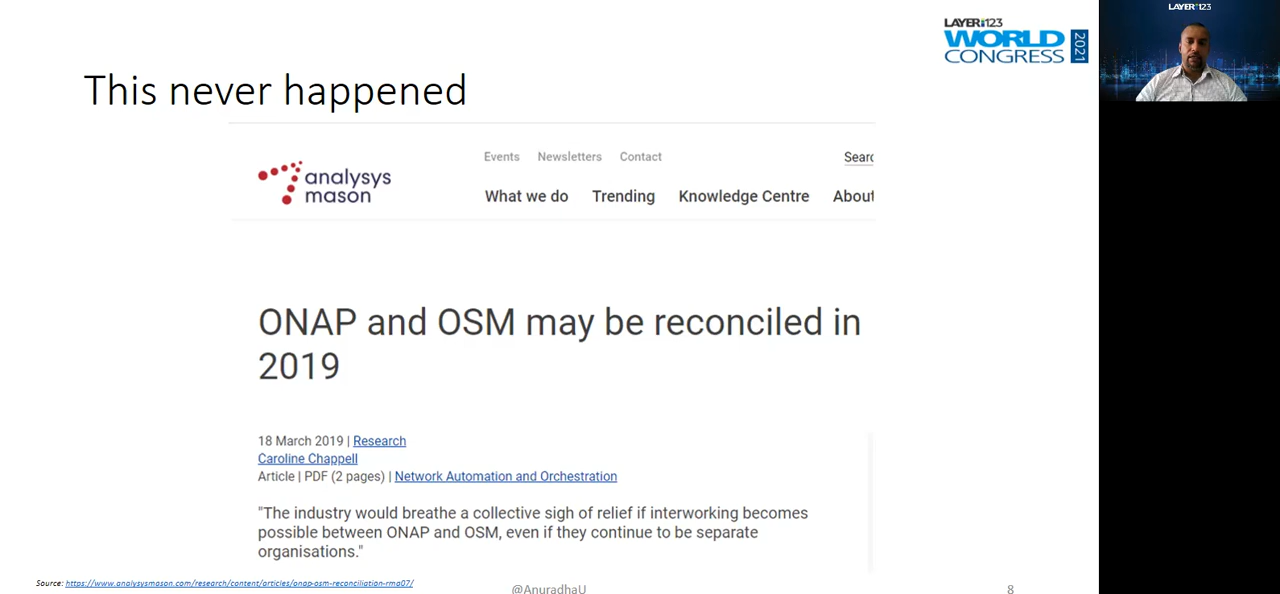 LAYER123
LAYER123
WORLD
CONGRESS
2021
This never happened
Events Newsletters Contact Searc
analysys
mason
What we do Trending Knowledge Centre About
ONAP and OSM may be reconciled in
2019
18 March 2019 | Research
Caroline Chappell
Article | PDF (2 pages) | Network Automation and Orchestration
"The industry would breathe a collective sigh of relief if interworking becomes
possible between ONAP and OSM, even if they continue to be separate
organisations."
Source: https://www.analysysmason.com/research/content/articles/onap-osm-reconciliation-rma07/
@AnuradhaU
8